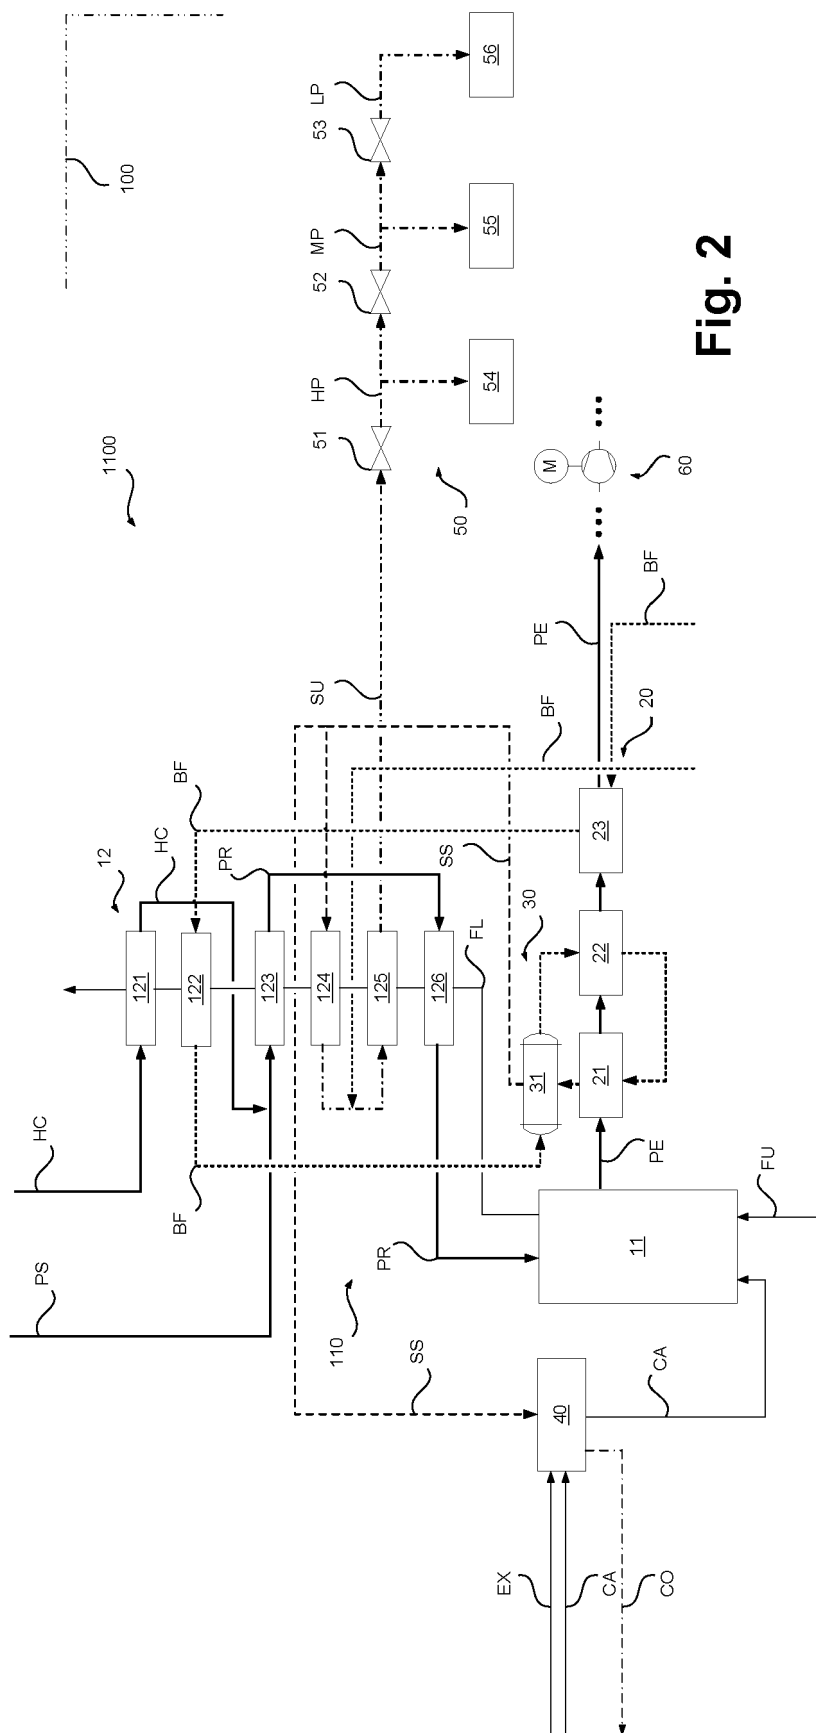 PS
HC
12
1100
100
121
HC
BF
BF
122
PR
123
SU
51
HP
52
MP
53
LP
124
110
125
PR
SS
126
SS
50
FL
54
55
56
EX
30
31
PE
BF
M
40
21
22
23
CA
11
20
BF
PE
CA
CO
60
Fig. 2
FU